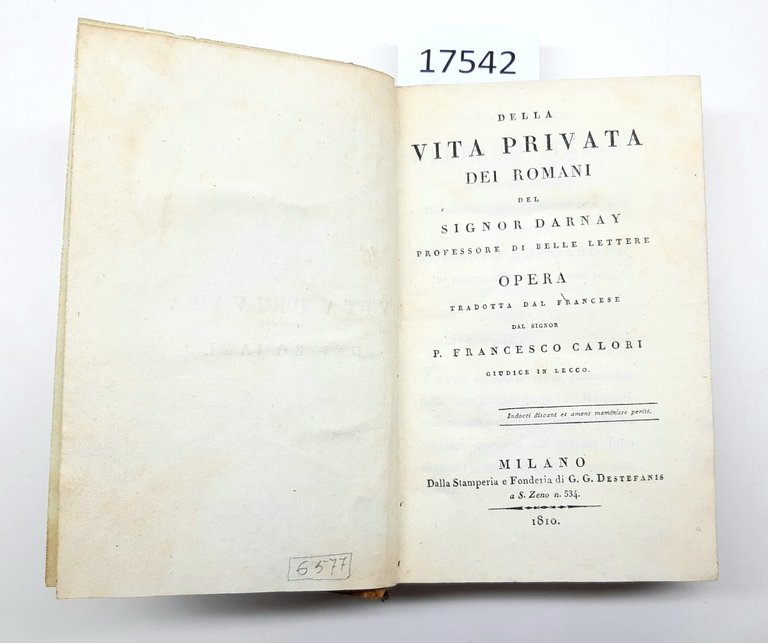 17542
6577
DELLA
VITA PRIVATA
DEI ROMANI
DEL
SIGNOR DARNAY
PROFESSORE DI BELLE LETTERE
OPERA
TRADOTTA DAL FRANCESE
DAL SIGNOR
P. FRANCESCO CALORI
GIUDICE IN LECCO.
Indocti discant et ament meminisse periti.
MILANO
Dalla Stamperia e Fonderia di G. G. DESTEFANIS
a S. Zeno n. 534.
1810.